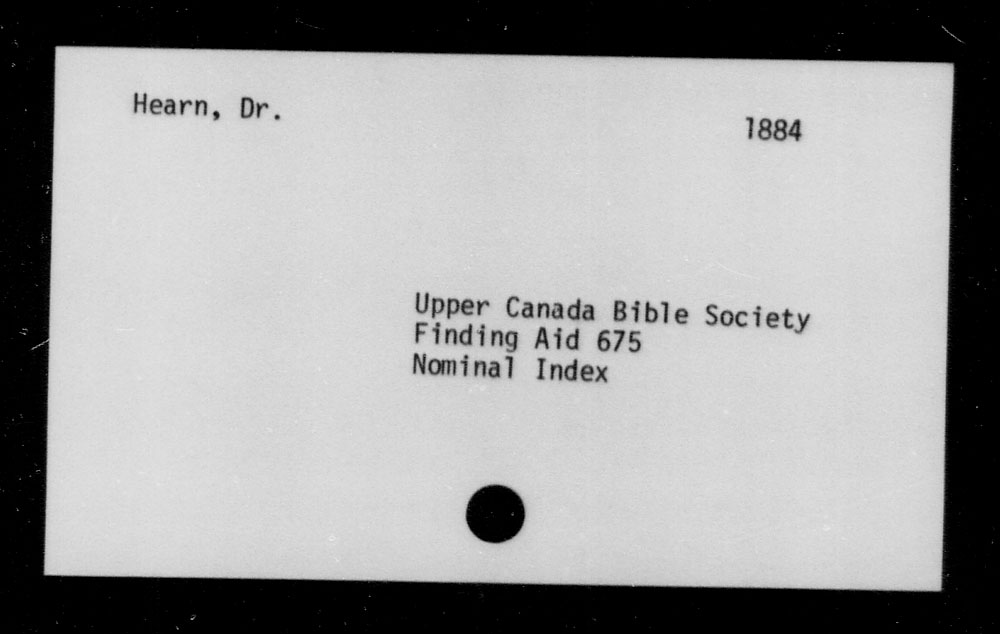 Hearn, Dr.
1884
Upper Canada Bible Society
Finding Aid 675
Nominal Index